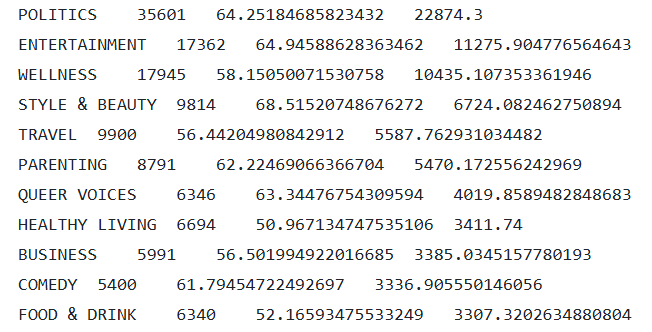 POLITICS 35601 64.25184685823432 22874.3
ENTERTAINMENT 17362 64.94588628363462 11275.904776564643
WELLNESS 17945 58.15050071530758 10435.107353361946
STYLE & BEAUTY 9814 68.51520748676272 6724.082462750894
TRAVEL 9900 56.44204980842912 5587.762931034482
PARENTING 8791 62.22469066366704 5470.172556242969
QUEER VOICES 6346 63.34476754309594 4019.8589482848683
HEALTHY LIVING 6694 50.967134747535106 3411.74
BUSINESS 5991 56.501994922016685 3385.0345157780193
COMEDY 5400 61.79454722492697 3336.905550146056
FOOD & DRINK 6340 52.16593475533249 3307.3202634880804